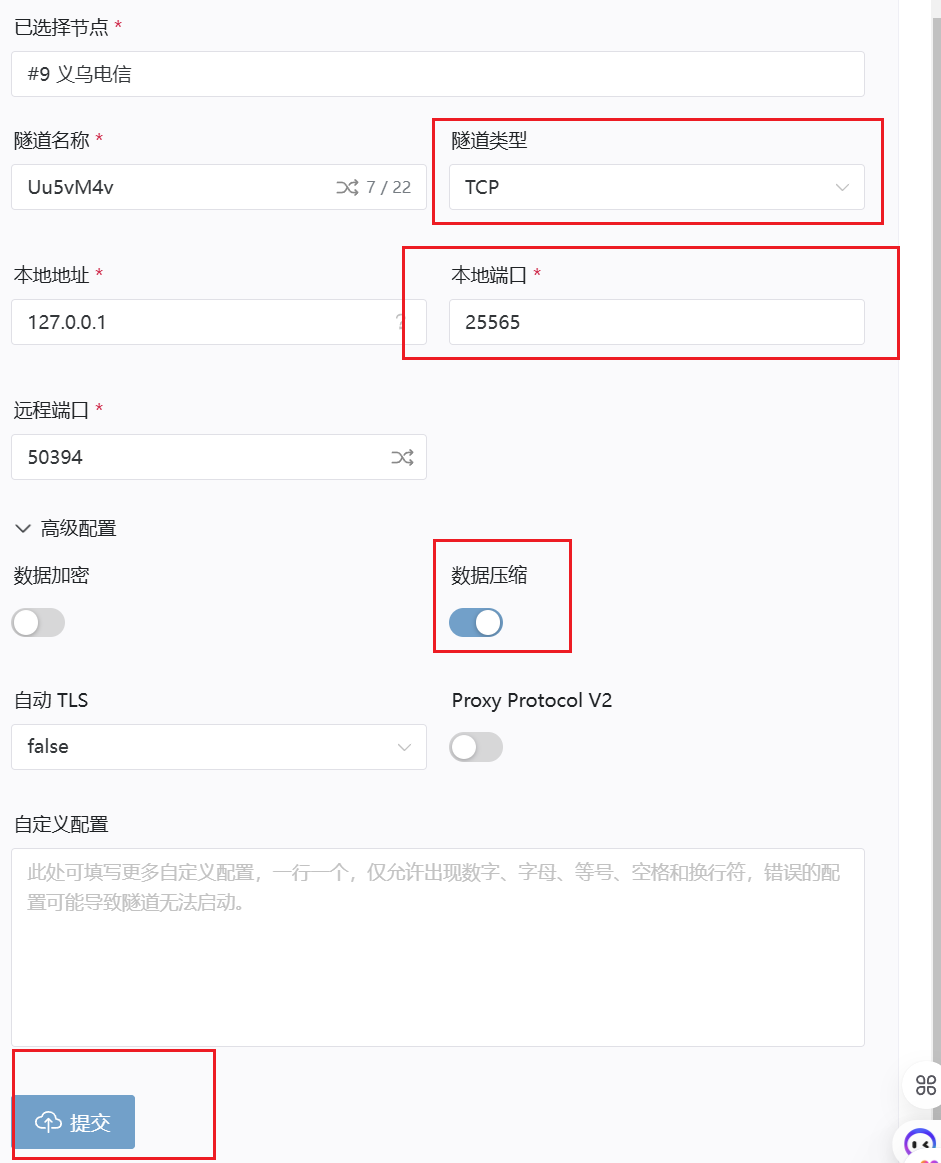 已选择节点 *
#9 义乌电信
隧道名称 *
隧道类型
Uu5vM4v
7 / 22
TCP
本地地址 *
本地端口 *
127.0.0.1
?
25565
远程端口 *
50394
高级配置
数据加密
数据压缩
自动 TLS
Proxy Protocol V2
false
自定义配置
此处可填写更多自定义配置，一行一个，仅允许出现数字、字母、等号、空格和换行符，错误的配
置可能导致隧道无法启动。
提交